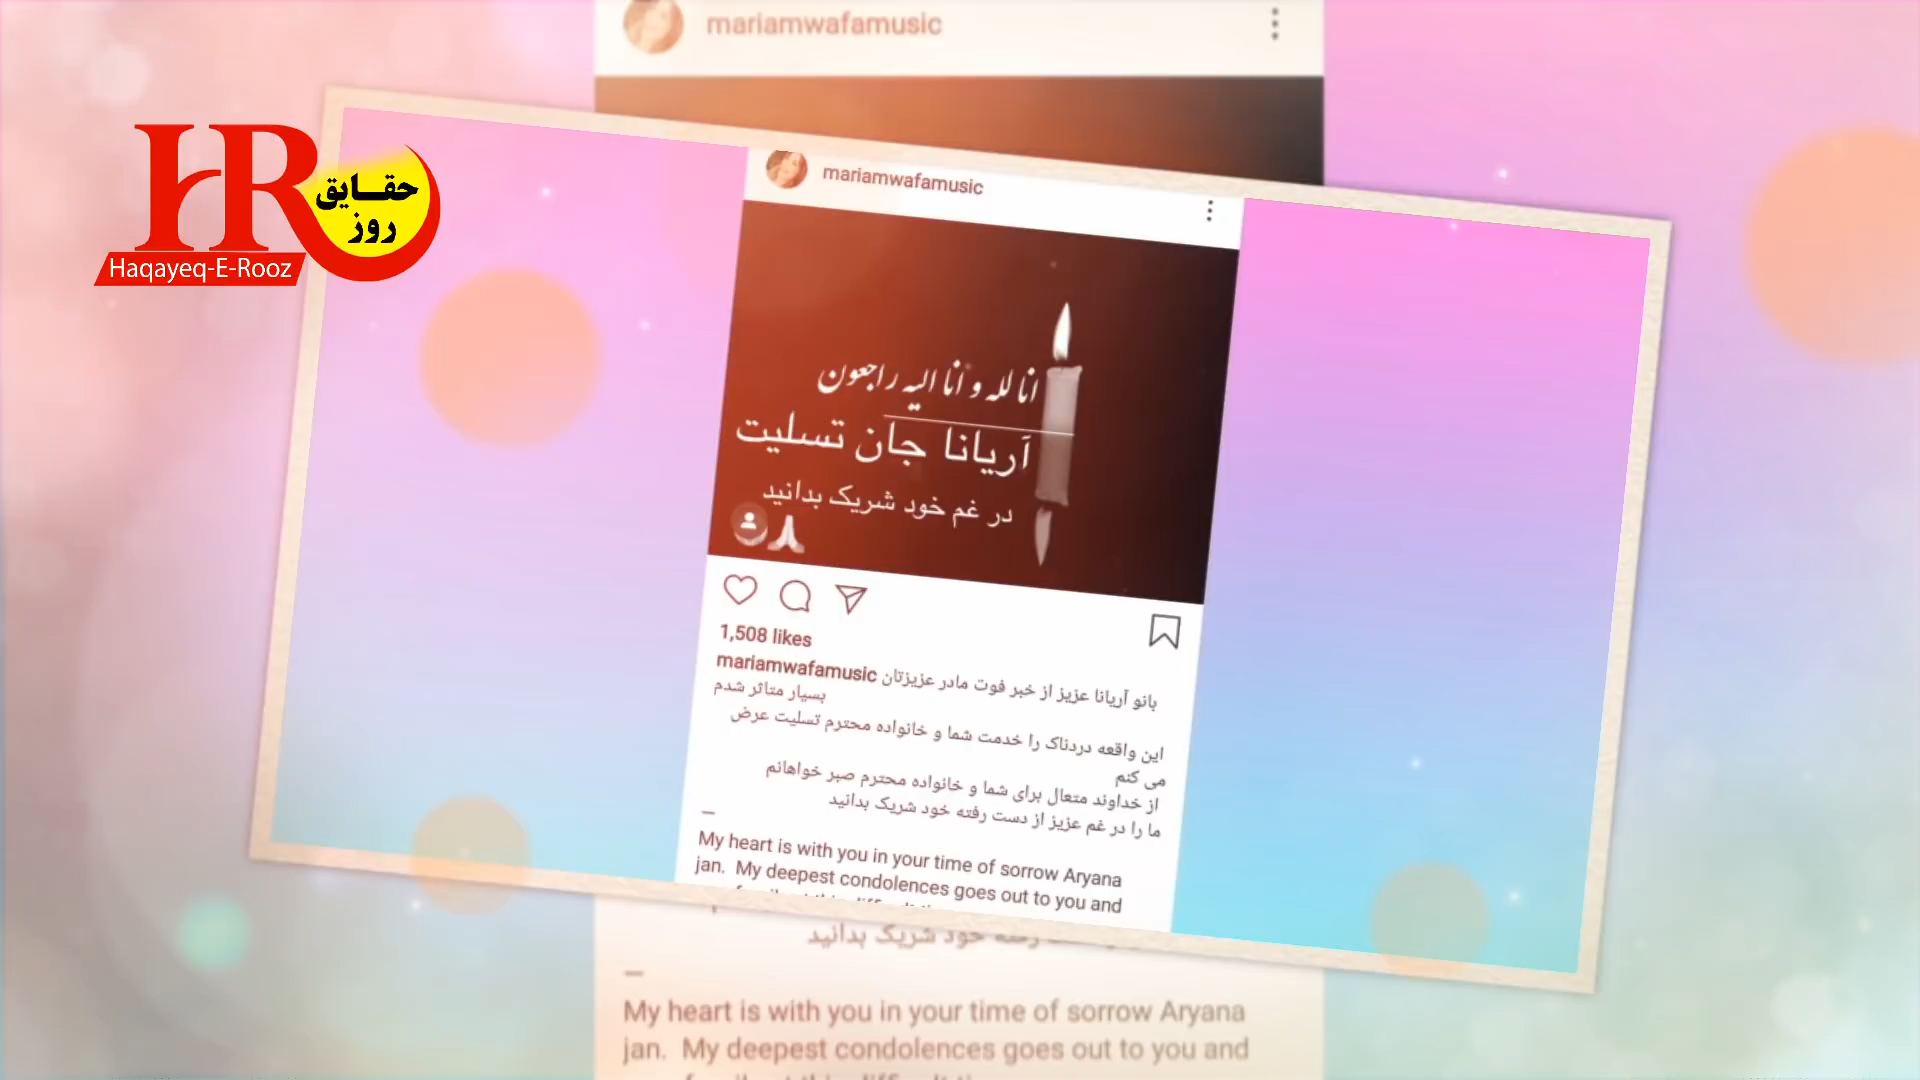 mariamwafamusic
HR
حقایق
روز
Haqayeq-E-Rooz
mariamwafamusic
انا لله و انا الیه راجعون
آریانا جان تسلیت
در غم خود شریک بدانید
1,508 likes
mariamwafamusic بانو آریانا عزیز از خبر فوت مادر عزیزتان
بسیار متاثر شدم
این واقعه دردناک را خدمت شما و خانواده محترم تسلیت عرض
می کنم
از خداوند متعال برای شما و خانواده محترم صبر خواهانم
ما را در غم عزیز از دست رفته خود شریک بدانید
—
My heart is with you in your time of sorrow Aryana
jan. My deepest condolences goes out to you and
خود شریک بدانید
—
My heart is with you in your time of sorrow Aryana
jan. My deepest condolences goes out to you and